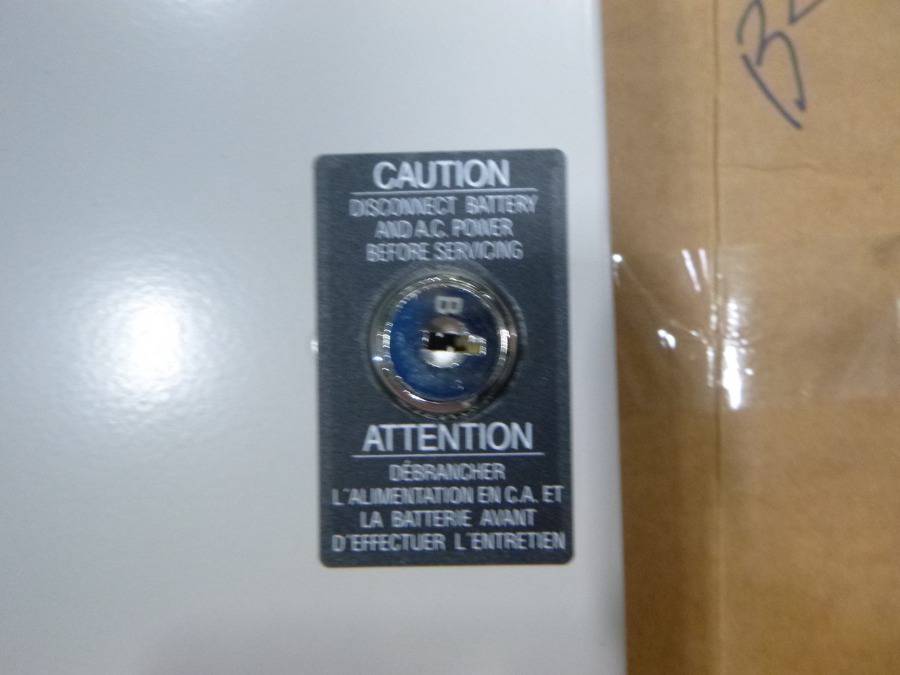 CAUTION
DISCONNECT BATTERY
AND A.C. POWER
BEFORE SERVICING
B
ATTENTION
DÉBRANCHER
L'ALIMENTATION EN C.A. ET
LA BATTERIE AVANT
D'EFFECTUER L'ENTRETIEN